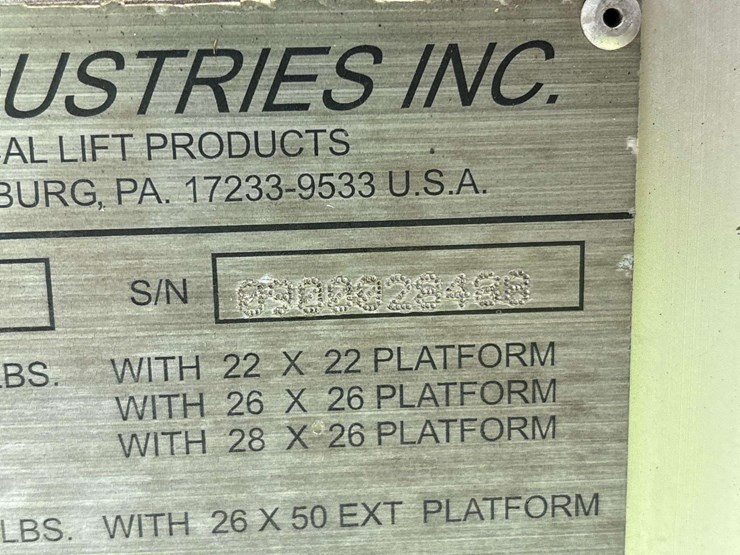 USTRIES INC.
AL LIFT PRODUCTS
BURG, PA. 17233-9533 U.S.A.
S/N
BS. WITH 22 X 22 PLATFORM
WITH 26 X 26 PLATFORM
WITH 28 X 26 PLATFORM
LBS. WITH 26 X 50 EXT PLATFORM